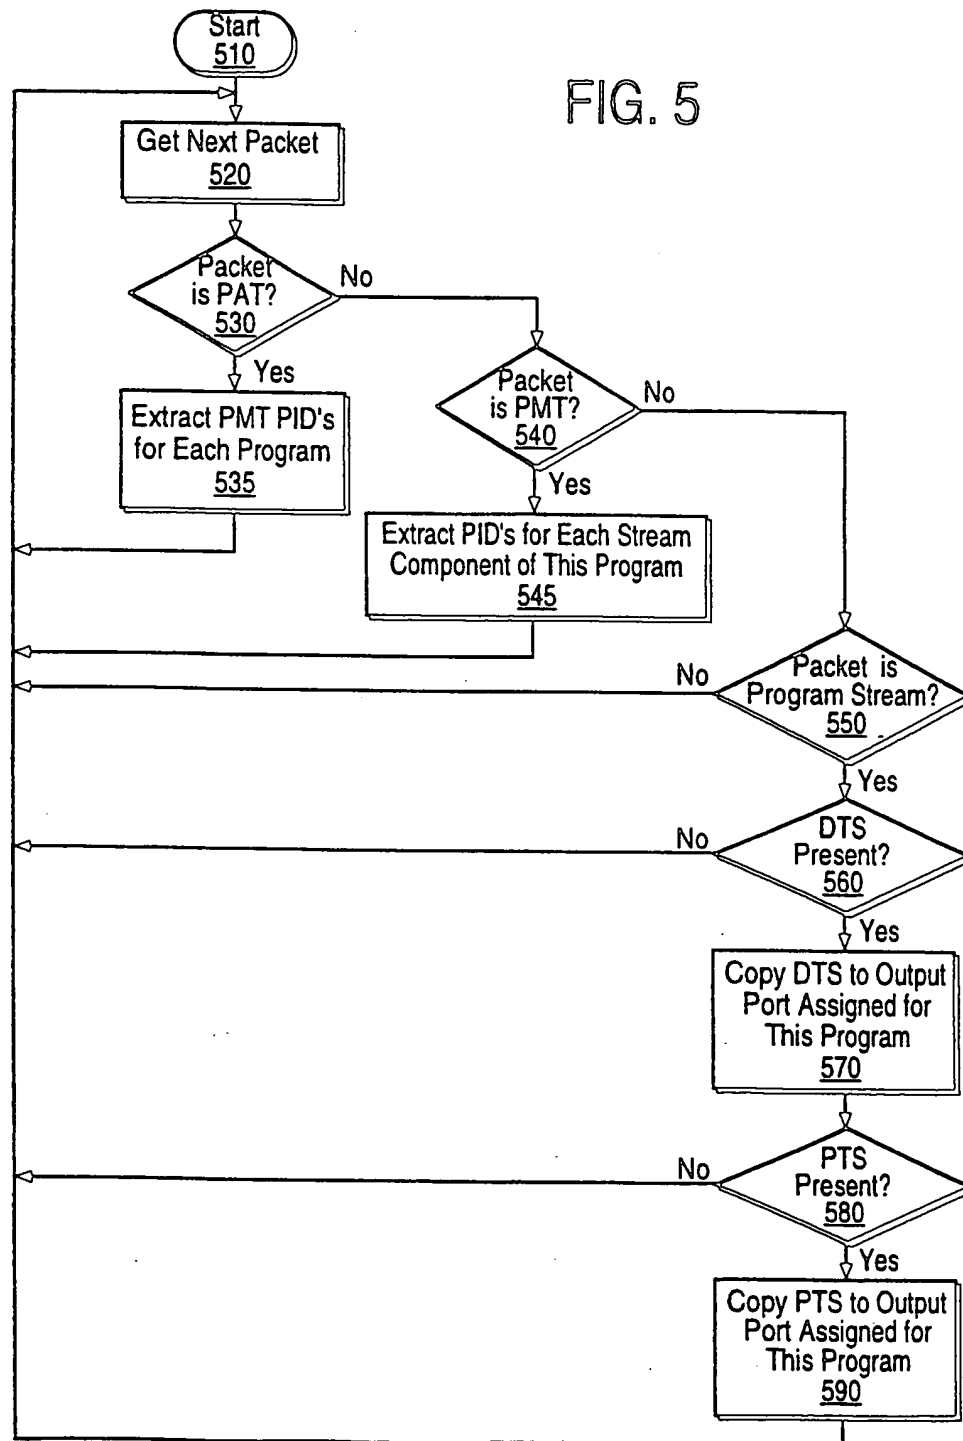 Start
510
FIG. 5
Get Next Packet
520
Packet
is PAT?
530
No
Yes
Extract PMT PID's
for Each Program
535
Packet
is PMT?
540
No
Yes
Extract PID's for Each Stream
Component of This Program
545
Packet is
Program Stream?
550
No
Yes
DTS
Present?
560
No
Yes
Copy DTS to Output
Port Assigned for
This Program
570
PTS
Present?
580
No
Yes
Copy PTS to Output
Port Assigned for
This Program
590